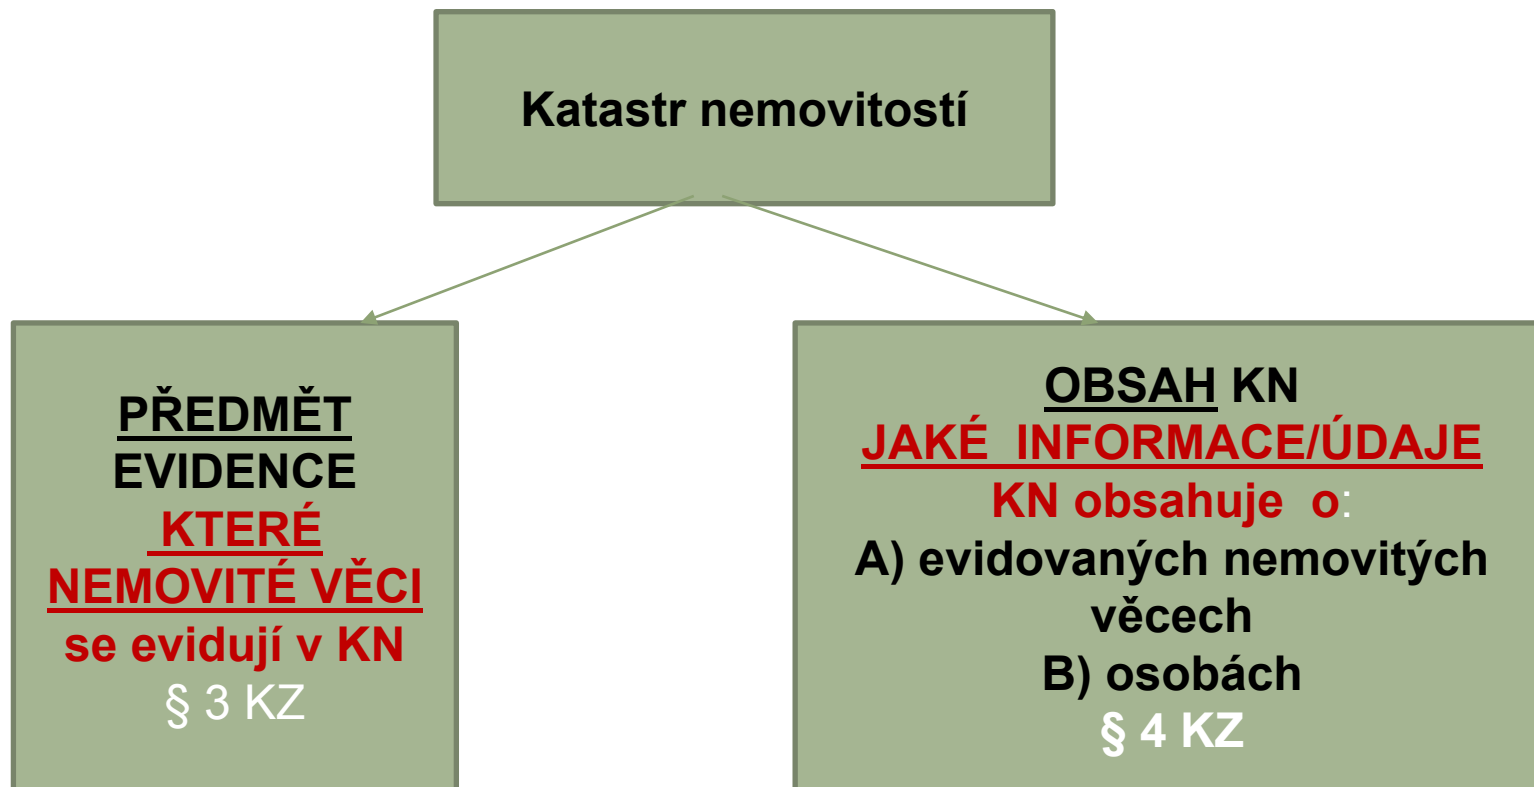 Katastr nemovitostí
PŘEDMĚT
EVIDENCE
KTERÉ
NEMOVITÉ VĚCI
se evidují v KN
§ 3 KZ
OBSAH KN
JAKÉ INFORMACE/ÚDAJE
KN obsahuje o:
A) evidovaných nemovitých
věcech
B) osobách
§ 4 KZ